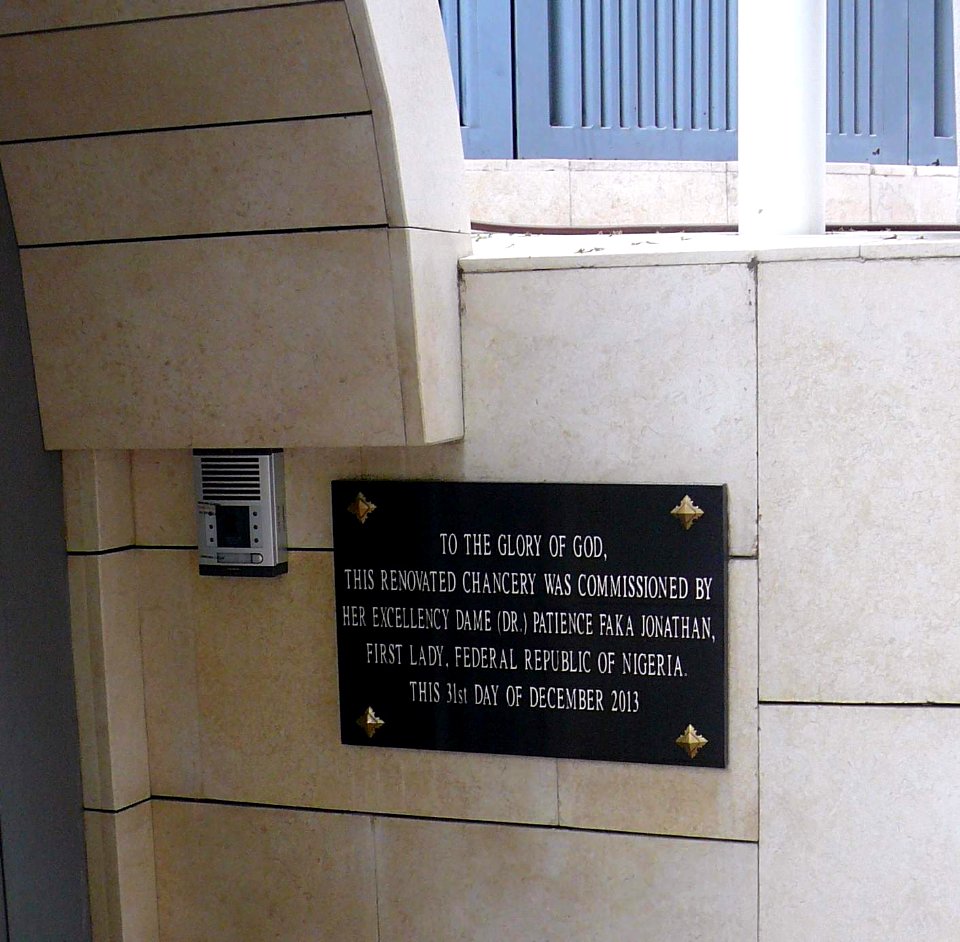 TO THE GLORY OF GOD,
THIS RENOVATED CHANCERY WAS COMMISSIONED BY
HER EXCELLENCY DAME (DR.) PATIENCE FAKA JONATHAN,
FIRST LADY, FEDERAL REPUBLIC OF NIGERIA.
THIS 31st DAY OF DECEMBER 2013